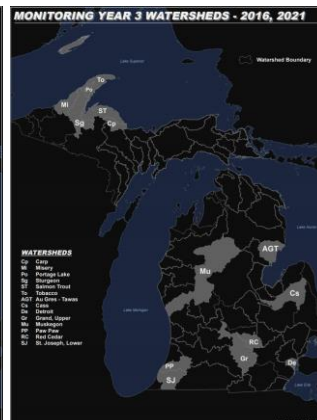 MONITORING YEAR 3 WATERSHEDS - 2016, 2021
Lake Superior
Watershed Boundary
To
Po
Mi
ST
Sg
Cp
WATERSHEDS
Cp Carp
Mi Misery
Po Portage Lake
Sg Sturgeon
ST Salmon Trout
To Tobacco
AGT Au Gres - Tawas
Cs Cass
De Detroit
Gr Grand, Upper
Mu Muskegon
PP Paw Paw
RC Red Cedar
SJ St. Joseph, Lower
AGT
Mu
Cs
Lake Michigan
RC
Gr
De
PP
SJ
Lake Erie